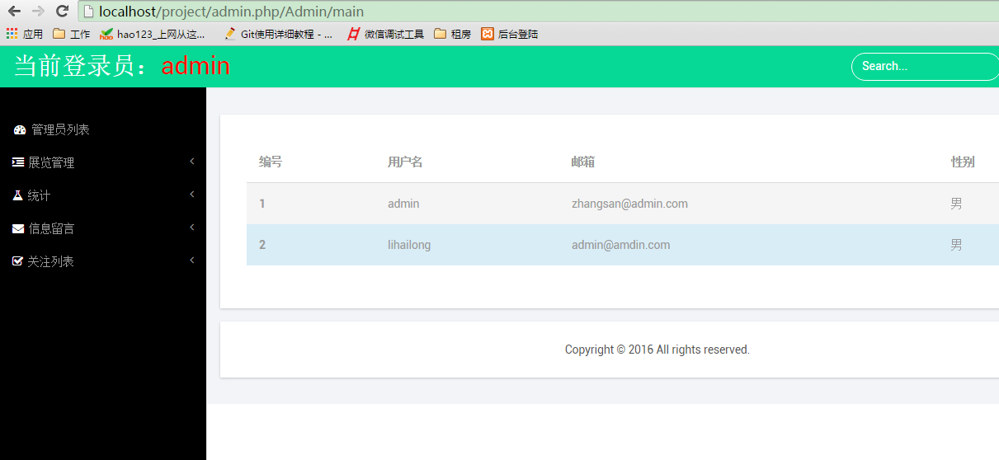 localhost/project/admin.php/Admin/main
应用 工作 hao123_上网从这... Git使用详细教程 - ... 微信调试工具 租房 后台登陆
当前登录员：admin Search...
管理员列表
展览管理
统计
信息留言
关注列表
编号 用户名 邮箱 性别
1 admin zhangsan@admin.com 男
2 lihailong admin@amdin.com 男
Copyright © 2016 All rights reserved.